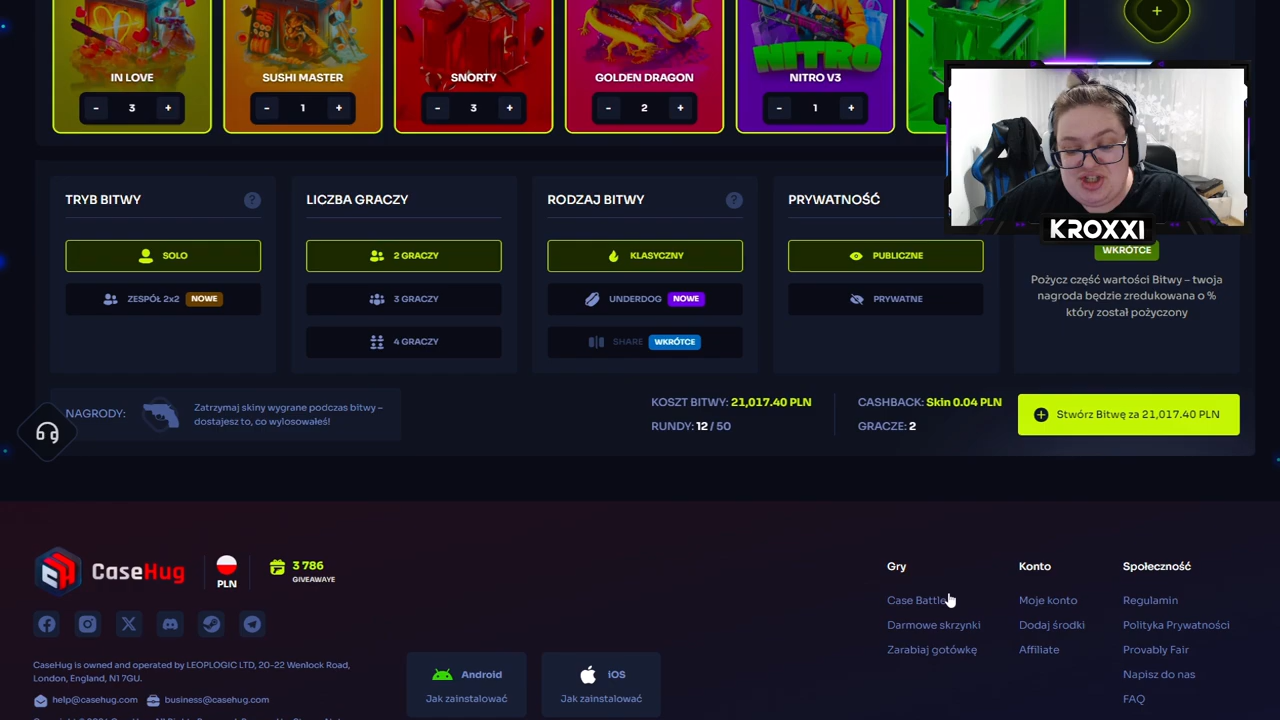 IN LOVE
- 3 +
SUSHI MASTER
- 1 +
SNORTY
- 3 +
GOLDEN DRAGON
- 2 +
NITRO
NITRO V3
- 1 +
+
KROXXI
TRYB BITWY ?
SOLO
ZESPÓŁ 2x2 NOWE
LICZBA GRACZY
2 GRACZY
3 GRACZY
4 GRACZY
RODZAJ BITWY ?
KLASYCZNY
UNDERDOG NOWE
SHARE WKRÓTCE
PRYWATNOŚĆ
PUBLICZNE
PRYWATNE
WKRÓTCE
Pożycz część wartości Bitwy – twoja
nagroda będzie zredukowana o %
który został pożyczony
NAGRODY:
Zatrzymaj skiny wygrane podczas bitwy –
dostajesz to, co wylosowałeś!
KOSZT BITWY: 21,017.40 PLN
RUNDY: 12 / 50
CASHBACK: Skin 0.04 PLN
GRACZE: 2
Stwórz Bitwę za 21,017.40 PLN
CaseHug
PLN
3 786
GIVEAWAYE
CaseHug is owned and operated by LEOPLOGIC LTD, 20-22 Wenlock Road,
London, England, N1 7GU.
help@casehug.com business@casehug.com
Android
Jak zainstalować
iOS
Jak zainstalować
Gry
Case Battle
Darmowe skrzynki
Zarabiaj gotówkę
Konto
Moje konto
Dodaj środki
Affiliate
Społeczność
Regulamin
Polityka Prywatności
Provably Fair
Napisz do nas
FAQ